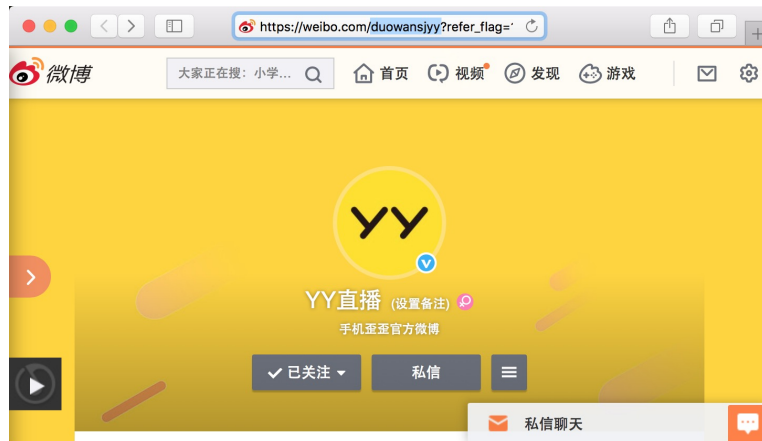 https://weibo.com/duowansjyy?refer_flag=1
微博
大家正在搜：小学...
首页
视频
发现
游戏
YY
YY直播 (设置备注)
手机歪歪官方微博
已关注
私信
私信聊天